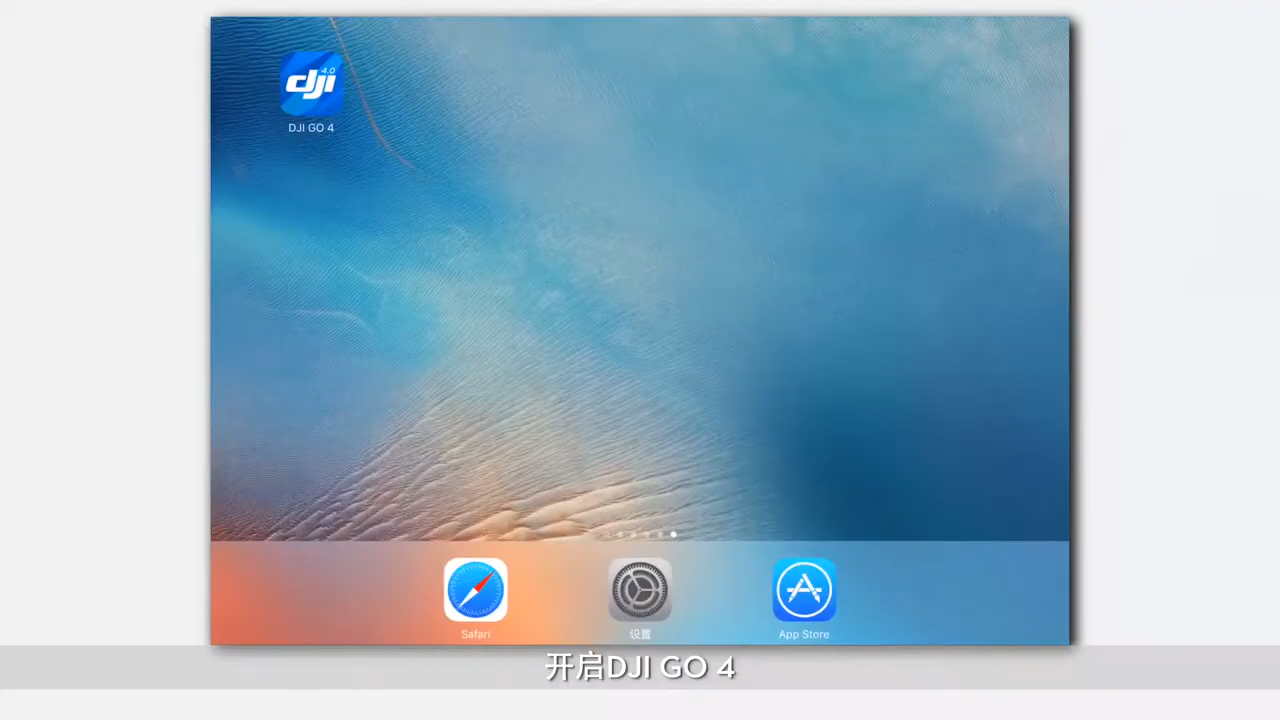 dji 4.0
DJI GO 4
Safari
设置
App Store
开启DJI GO 4